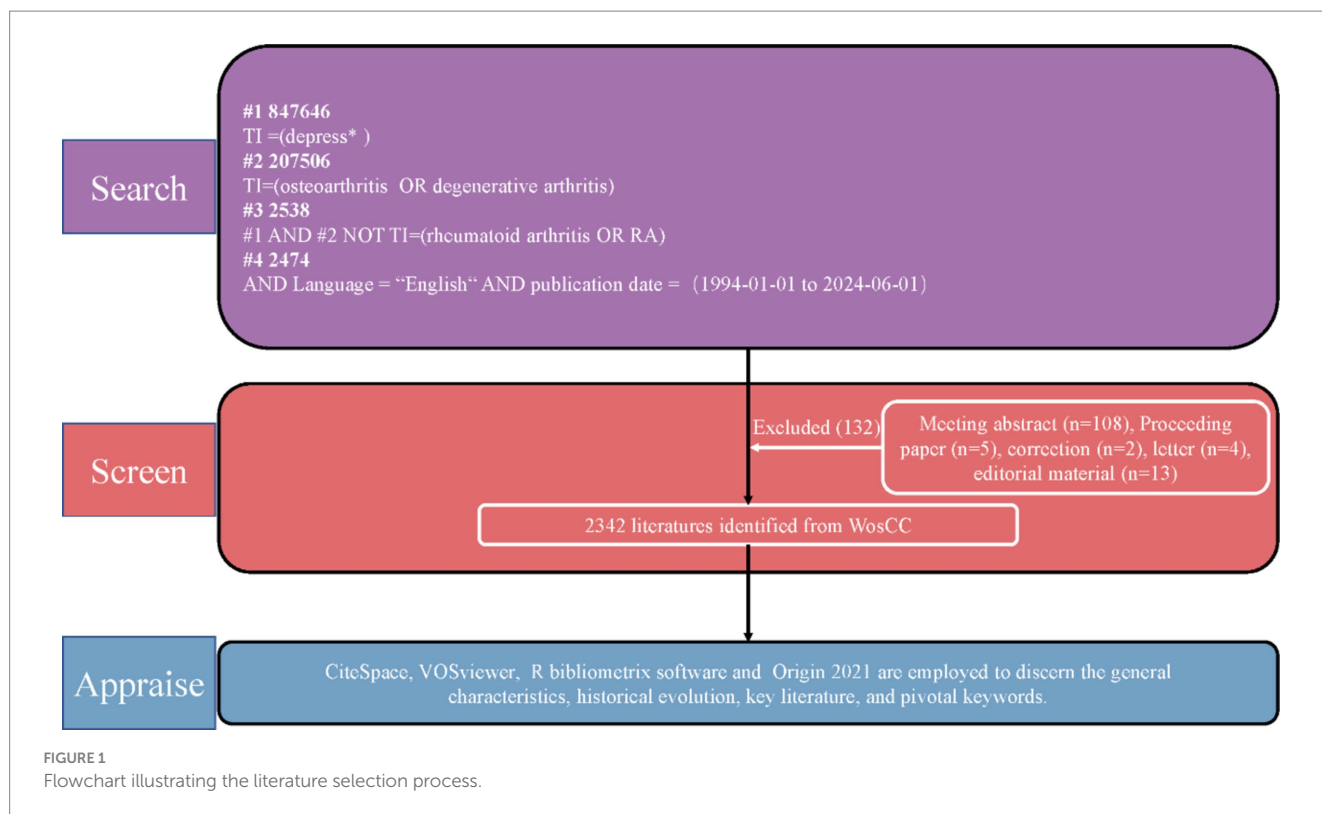 Search
#1 847646
TI =(depress* )
#2 207506
TI=(osteoarthritis OR degenerative arthritis)
#3 2538
#1 AND #2 NOT TI=(rheumatoid arthritis OR RA)
#4 2474
AND Language = “English“ AND publication date = （1994-01-01 to 2024-06-01）
Screen
Excluded (132)
Meeting abstract (n=108), Proceeding
paper (n=5), correction (n=2), letter (n=4),
editorial material (n=13)
2342 literatures identified from WosCC
Appraise
CiteSpace, VOSviewer, R bibliometrix software and Origin 2021 are employed to discern the general
characteristics, historical evolution, key literature, and pivotal keywords.
FIGURE 1
Flowchart illustrating the literature selection process.